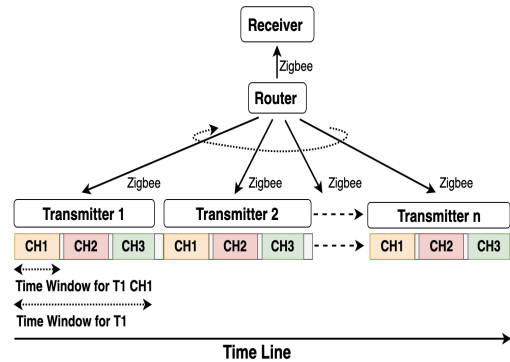 Receiver
Zigbee
Router
Zigbee Zigbee Zigbee Zigbee
Transmitter 1 Transmitter 2 Transmitter n
CH1 CH2 CH3 CH1 CH2 CH3 CH1 CH2 CH3
Time Window for T1 CH1
Time Window for T1
Time Line